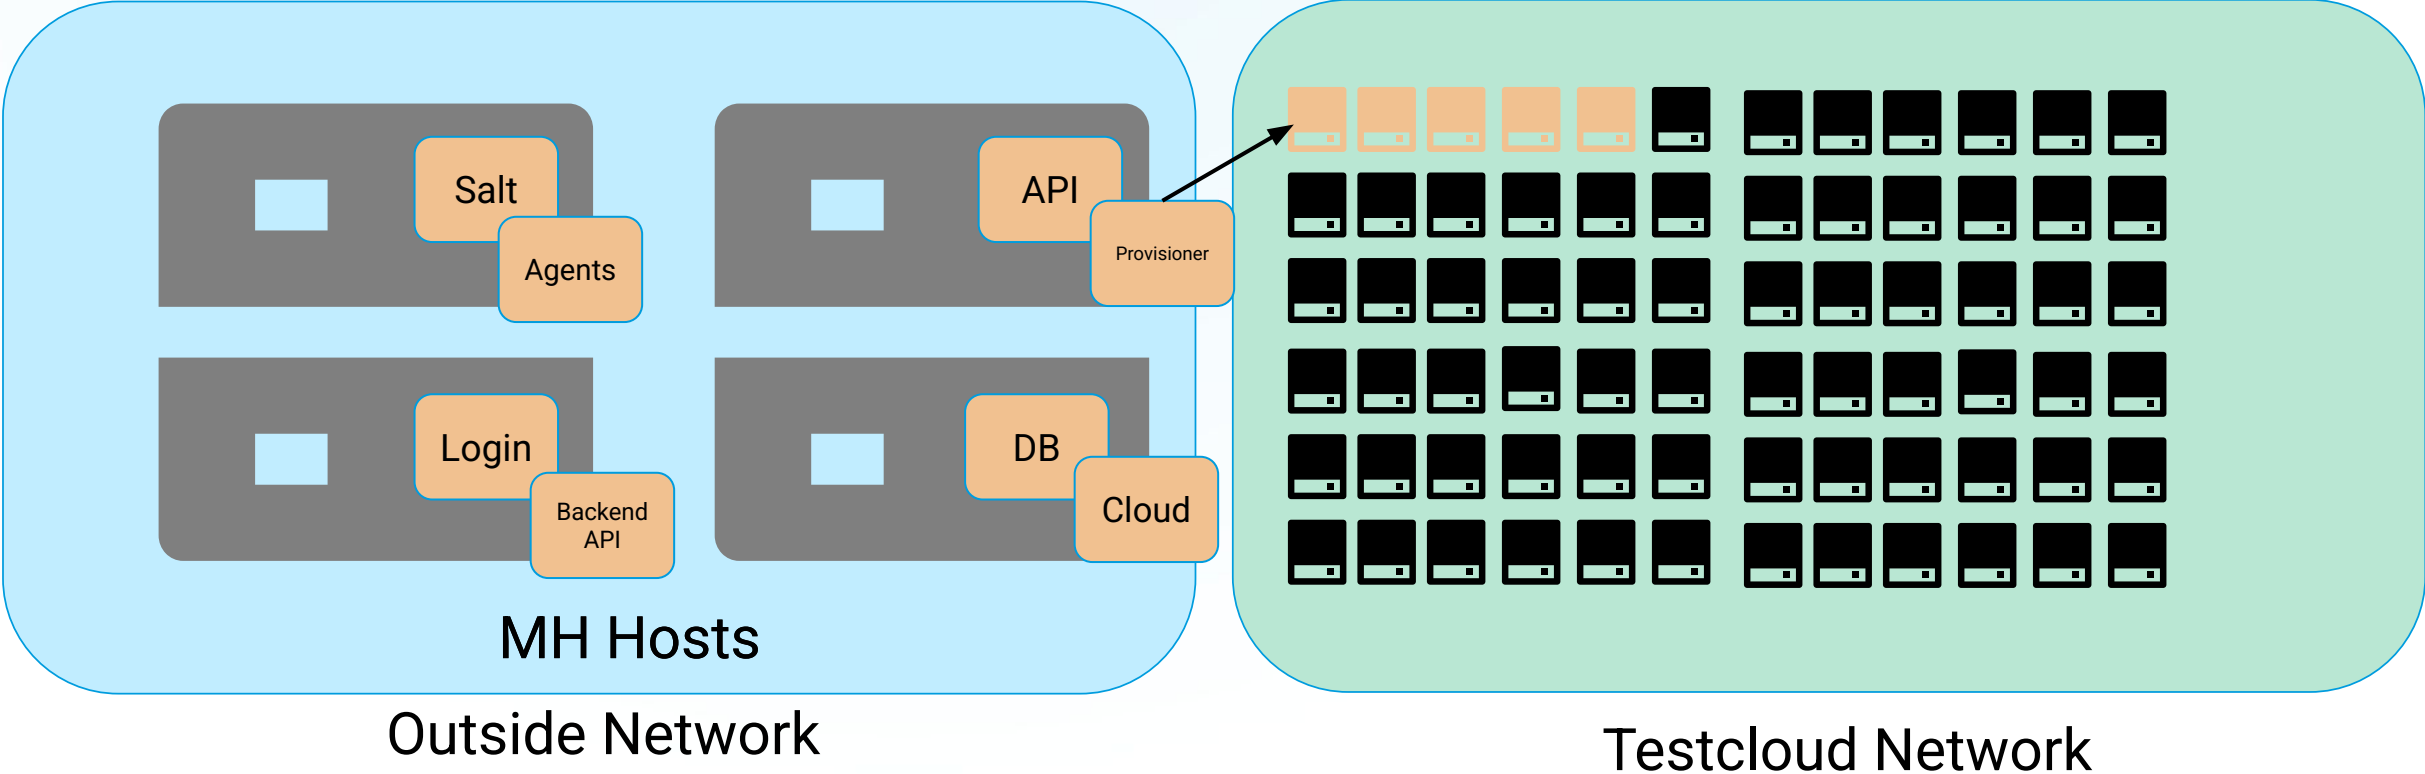 Salt
Agents
API
Provisioner
Login
Backend
API
DB
Cloud
MH Hosts
Outside Network
Testcloud Network